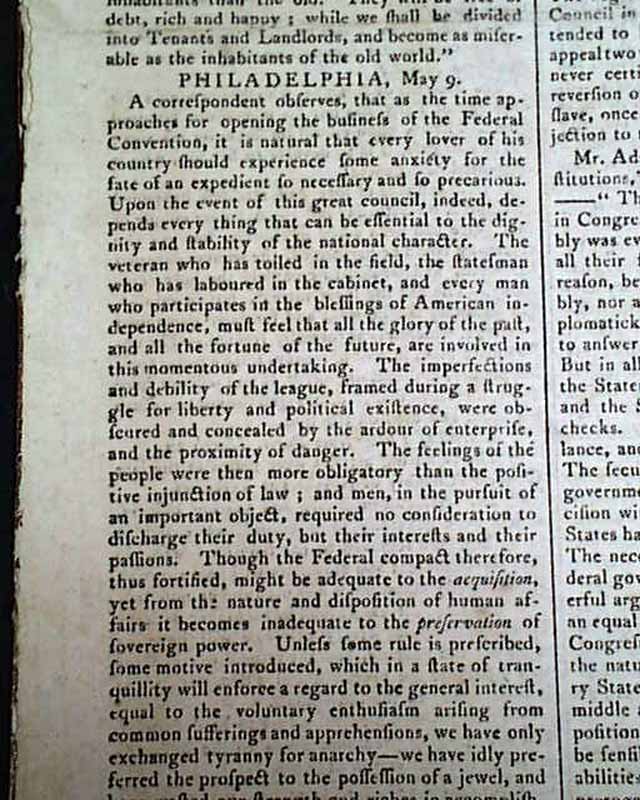 debt, rich and happy ; while we ſhall be divided
into Tenants and Landlords, and become as miſer-
able as the inhabitants of the old world."
PHILADELPHIA, May 9.
A correſpondent obſerves, that as the time ap-
proaches for opening the buſineſs of the Federal
Convention, it is natural that every lover of his
country ſhould experience ſome anxiety for the
fate of an expedient ſo neceſſary and ſo precarious.
Upon the event of this great council, indeed, de-
pends every thing that can be eſſential to the dig-
nity and ſtability of the national character. The
veteran who has toiled in the field, the ſtateſman
who has laboured in the cabinet, and every man
who participates in the bleſſings of American in-
dependence, muſt feel that all the glory of the paſt,
and all the fortune of the future, are involved in
this momentous undertaking. The imperfections
and debility of the league, framed during a ſtrug-
gle for liberty and political exiſtence, were ob-
ſcured and concealed by the ardour of enterpriſe,
and the proximity of danger. The feelings of the
people were then more obligatory than the poſi-
tive injunction of law ; and men, in the purſuit of
an important object, required no conſideration to
diſcharge their duty, but their intereſts and their
paſſions. Though the Federal compact therefore,
thus fortified, might be adequate to the acquiſition,
yet from the nature and diſpoſition of human af-
fairs it becomes inadequate to the preſervation of
ſovereign power. Unleſs ſome rule is preſcribed,
ſome motive introduced, which in a ſtate of tran-
quillity will enforce a regard to the general intereſt,
equal to the voluntary enthuſiaſm ariſing from
common ſufferings and apprehenſions, we have only
exchanged tyranny for anarchy—we have idly pre-
ferred the proſpect to the poſſeſſion of a jewel, and
Council in
tended to
appeal two
never certi
reverſion o
ſlave, once
jection to
Mr. Ad
ſtitutions,
——" Th
in Congre
bly was ev
all their
reaſon, be
bly, nor a
plomatick
to anſwer
But in all
the State
and the S
checks.
lance, and
The ſecu
governm
ciſion wi
States ha
The nece
deral gov
erful arg
an equal
Congreſ
the natu
ry State
middle
poſition
be ſenſi
abilitie